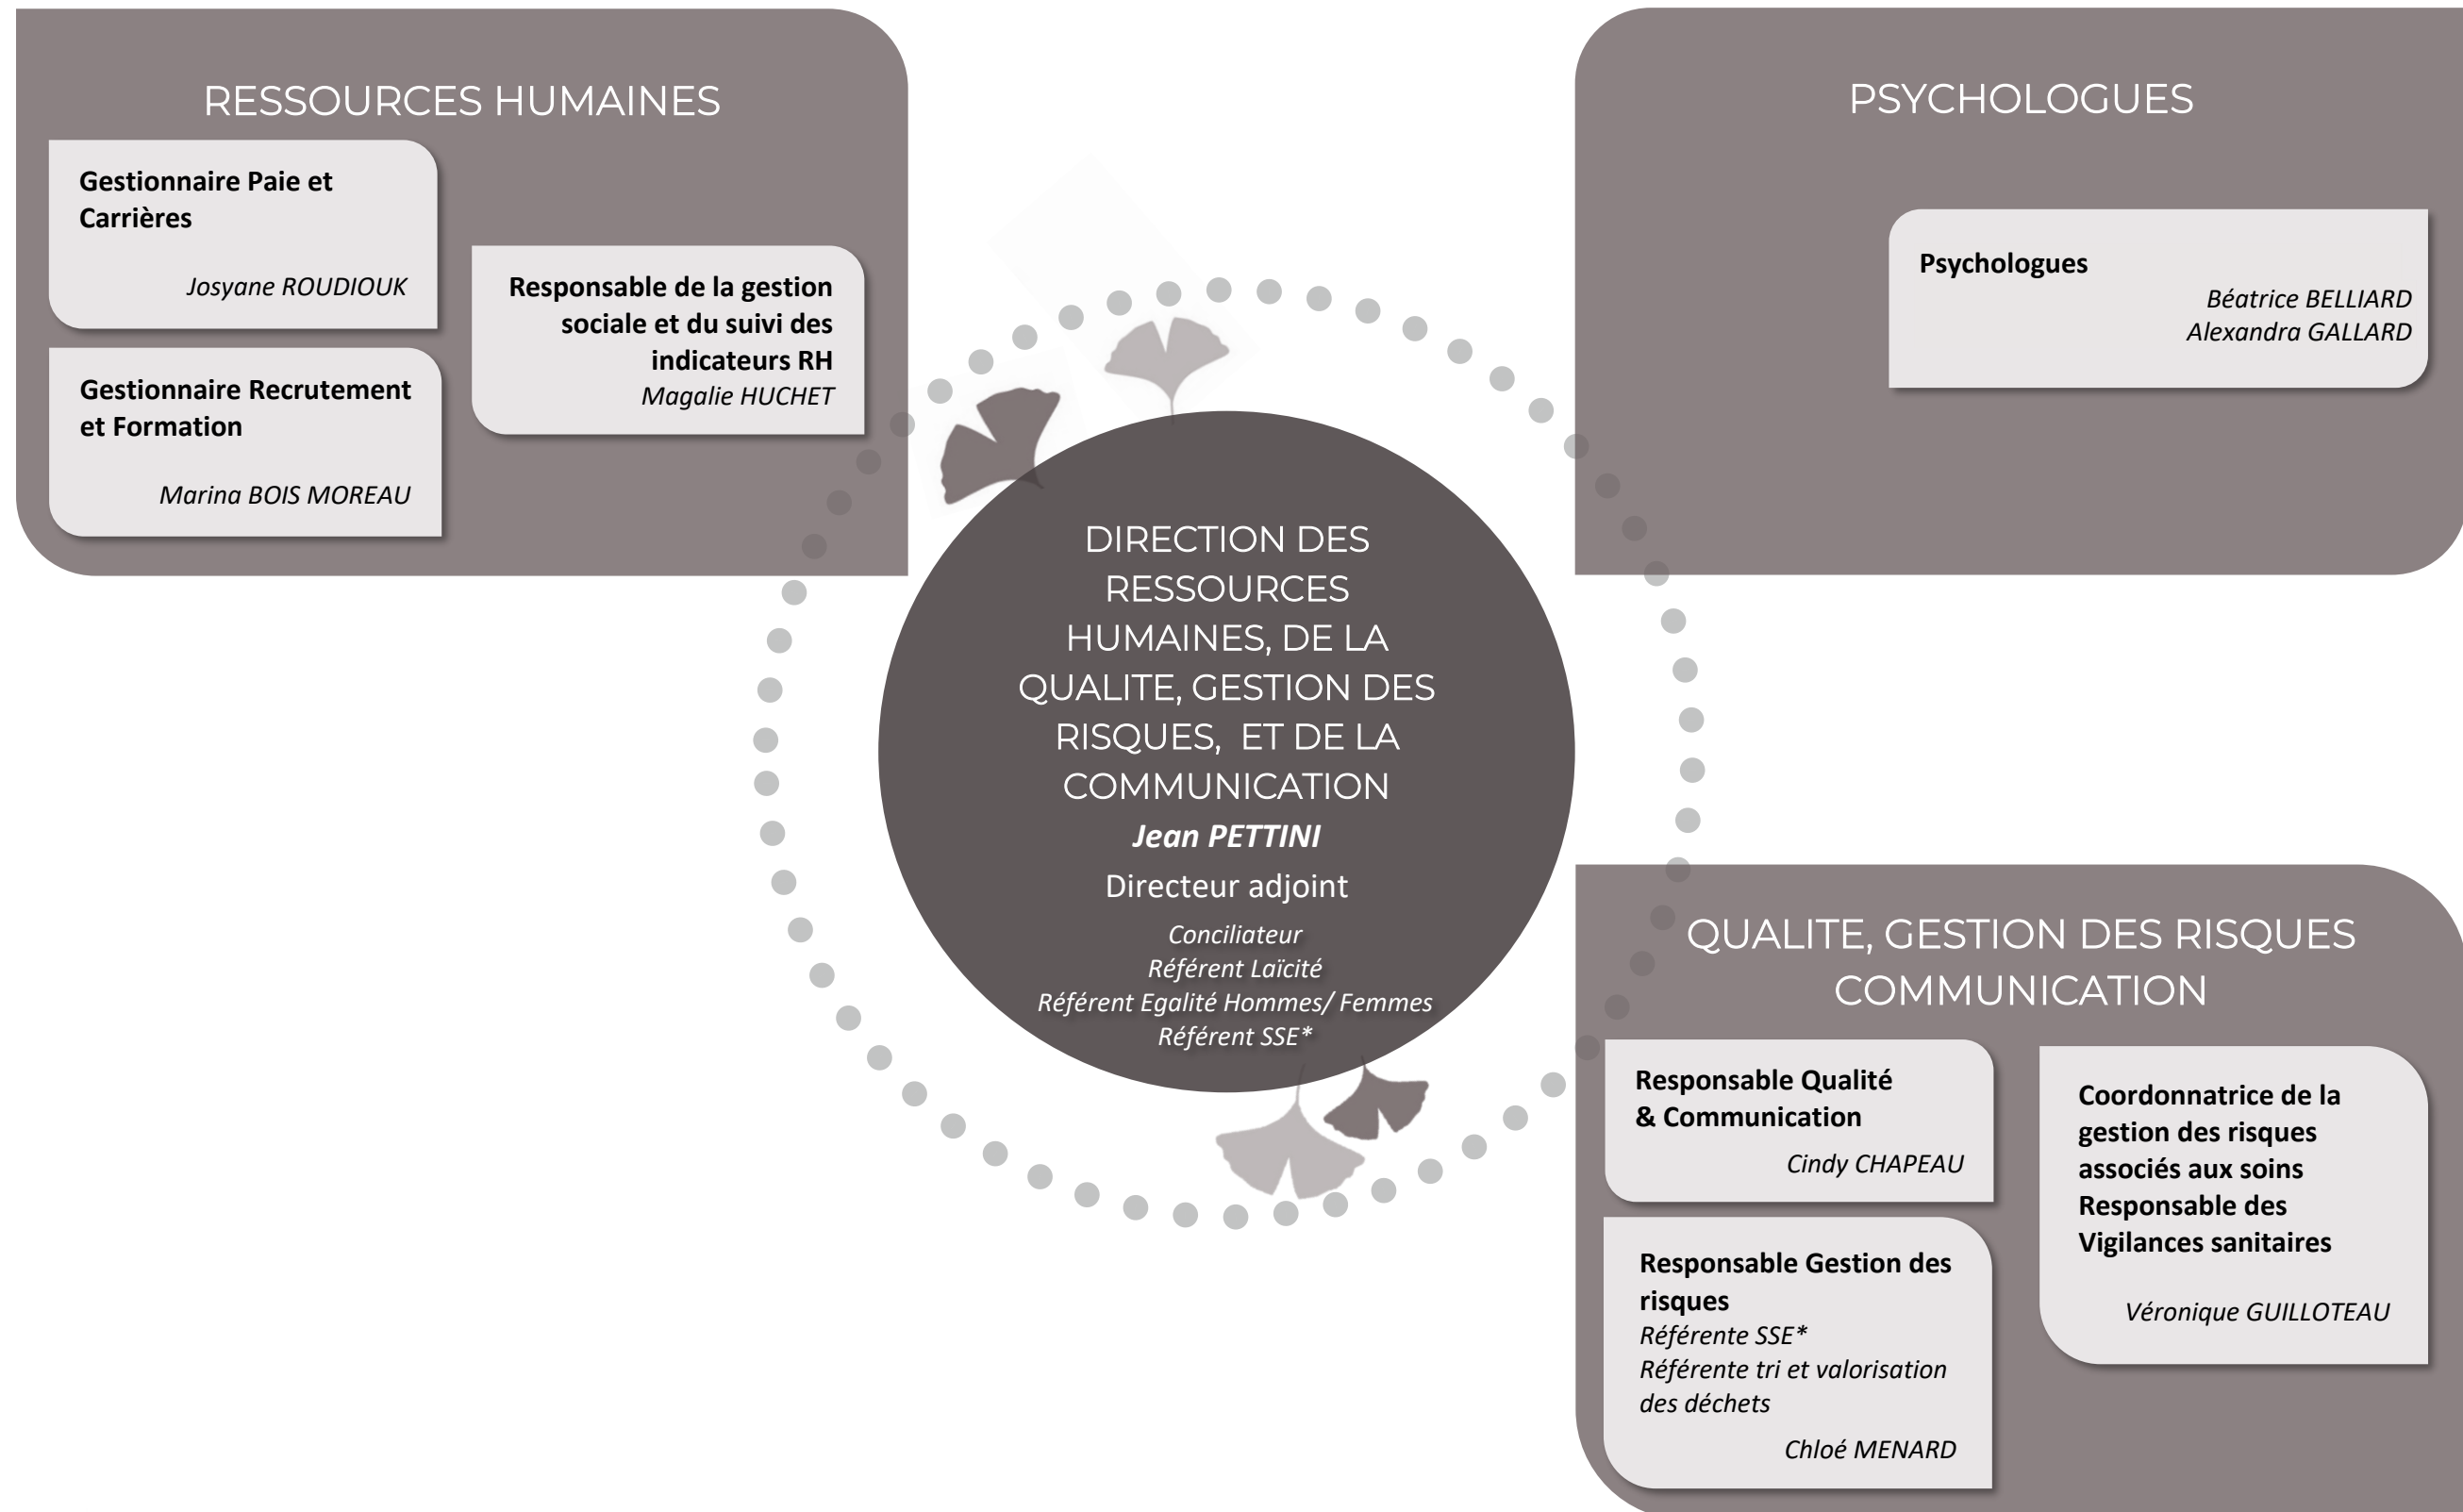 RESSOURCES HUMAINES
Gestionnaire Paie et
Carrières
Josyane ROUDIOUK
Gestionnaire Recrutement
et Formation
Marina BOIS MOREAU
Responsable de la gestion
sociale et du suivi des
indicateurs RH
Magalie HUCHET
PSYCHOLOGUES
Psychologues
Béatrice BELLIARD
Alexandra GALLARD
DIRECTION DES
RESSOURCES
HUMAINES, DE LA
QUALITE, GESTION DES
RISQUES, ET DE LA
COMMUNICATION
Jean PETTINI
Directeur adjoint
Conciliateur
Référent Laïcité
Référent Egalité Hommes/ Femmes
Référent SSE*
QUALITE, GESTION DES RISQUES
COMMUNICATION
Responsable Qualité
& Communication
Cindy CHAPEAU
Responsable Gestion des
risques
Référente SSE*
Référente tri et valorisation
des déchets
Chloé MENARD
Coordonnatrice de la
gestion des risques
associés aux soins
Responsable des
Vigilances sanitaires
Véronique GUILLOTEAU